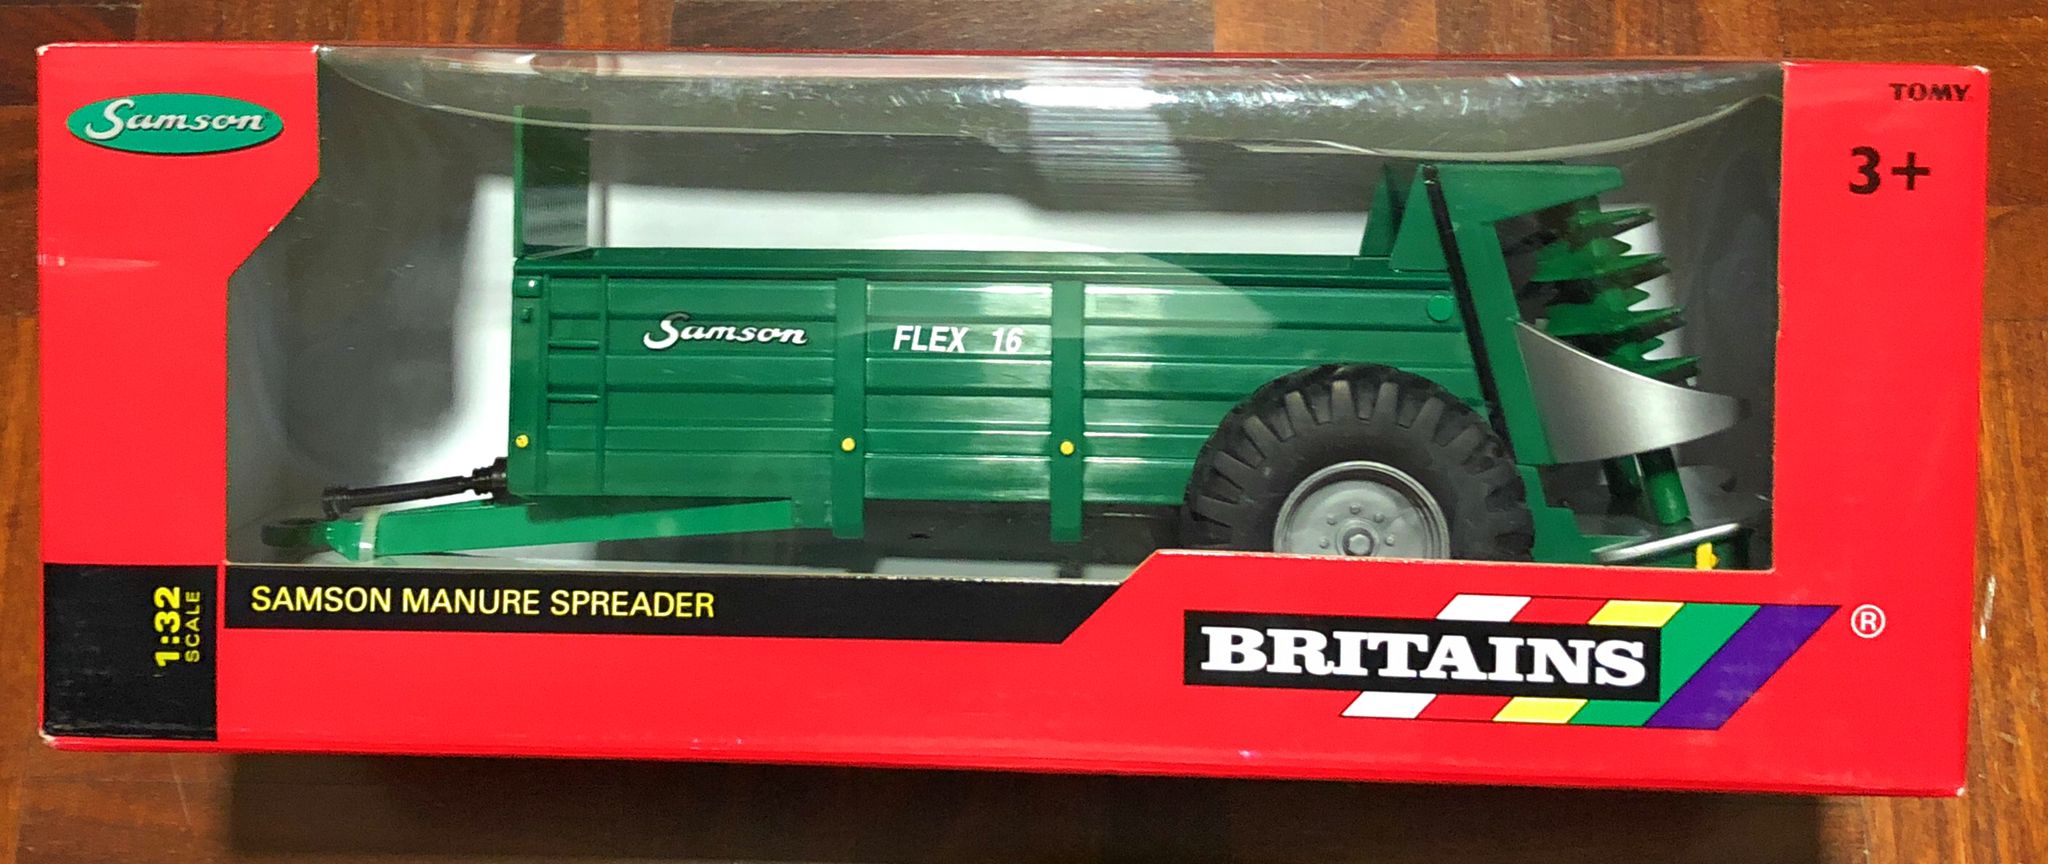 Samson
TOMY
3+
Samson
FLEX 16
1:32
SCALE
SAMSON MANURE SPREADER
BRITAINS ®